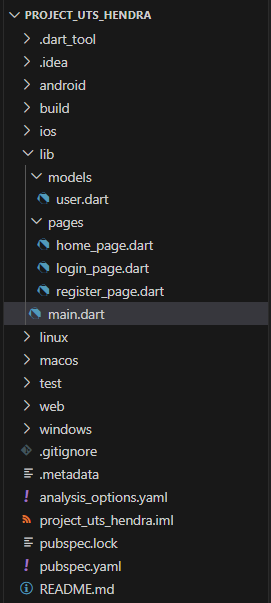 PROJECT_UTS_HENDRA
.dart_tool
.idea
android
build
ios
lib
models
user.dart
pages
home_page.dart
login_page.dart
register_page.dart
main.dart
linux
macos
test
web
windows
.gitignore
.metadata
analysis_options.yaml
project_uts_hendra.iml
pubspec.lock
pubspec.yaml
README.md